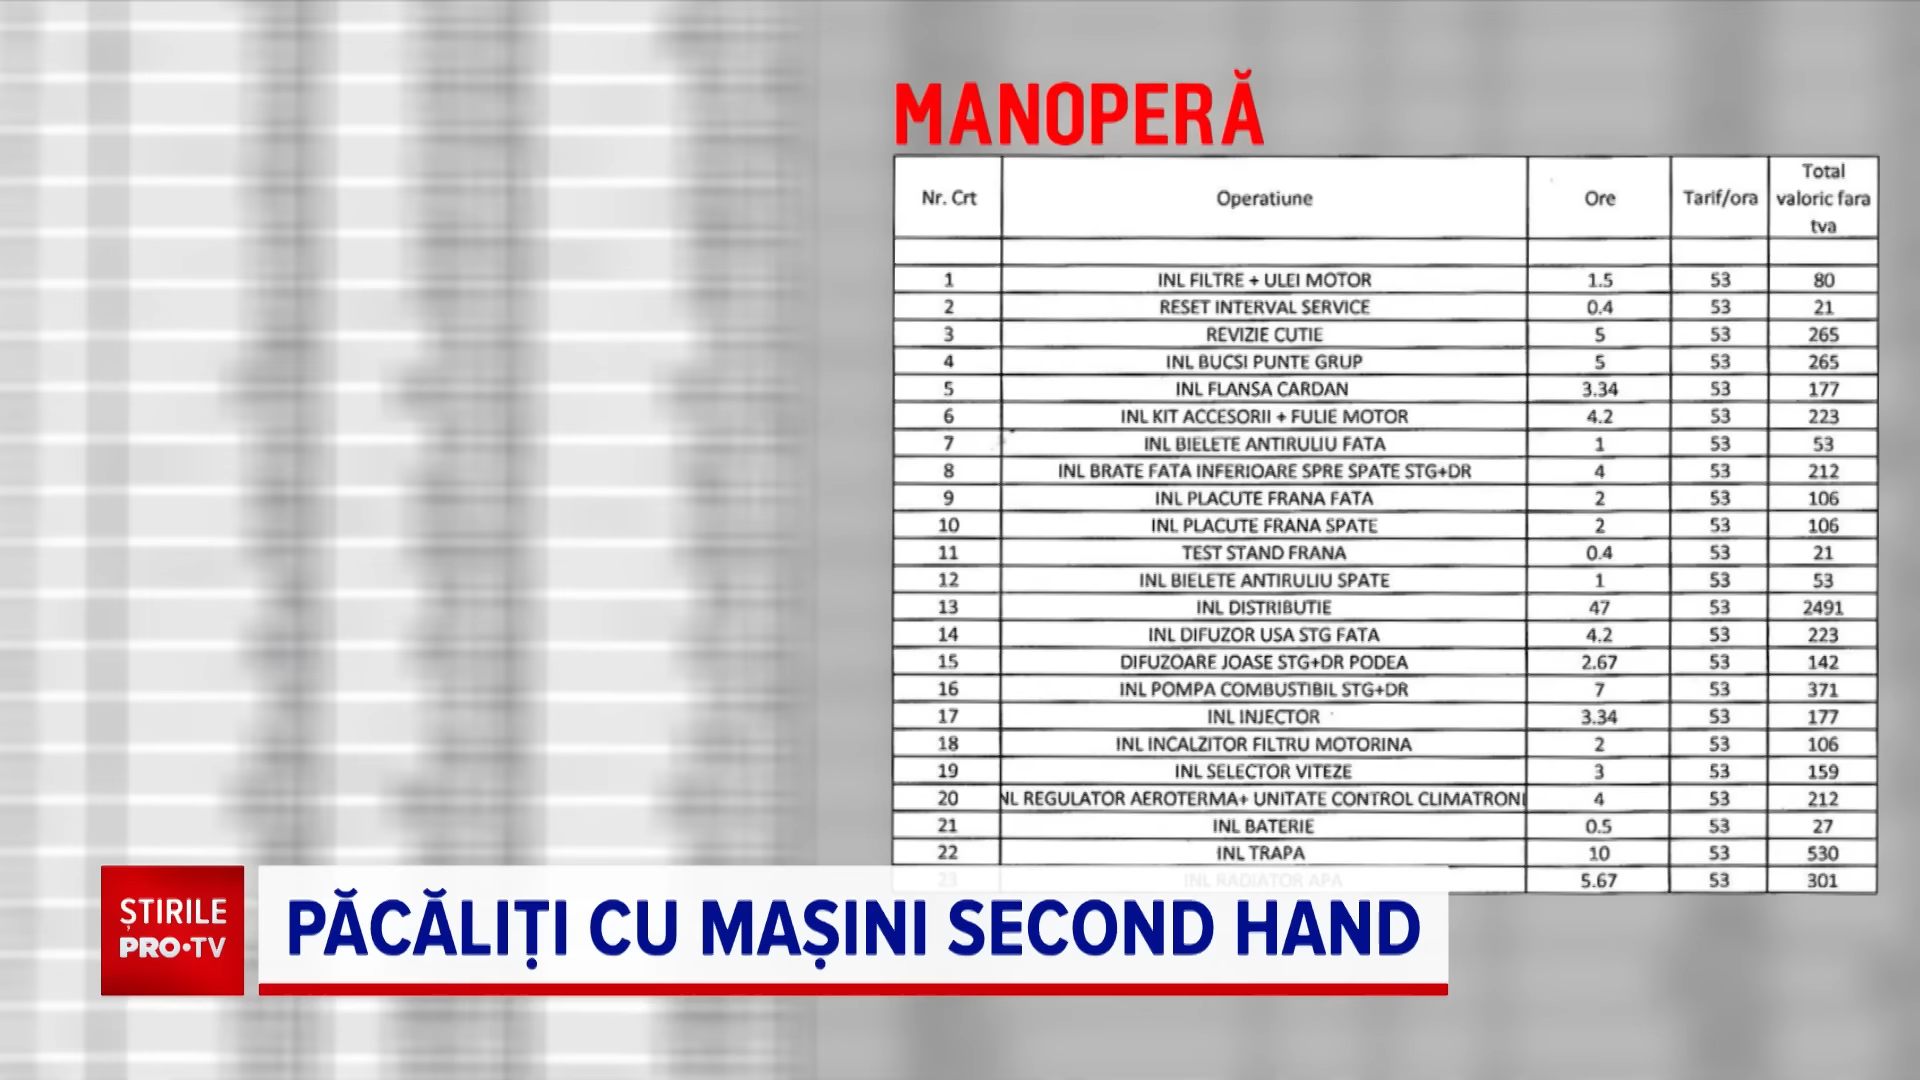 MANOPERĂ
Nr. Crt Operatiune Ore Tarif/ora Total valoric fara tva
1 INL FILTRE + ULEI MOTOR 1.5 53 80
2 RESET INTERVAL SERVICE 0.4 53 21
3 REVIZIE CUTIE 5 53 265
4 INL BUCSI PUNTE GRUP 5 53 265
5 INL FLANSA CARDAN 3.34 53 177
6 INL KIT ACCESORII + FULIE MOTOR 4.2 53 223
7 INL BIELETE ANTIRULIU FATA 1 53 53
8 INL BRATE FATA INFERIOARE SPRE SPATE STG+DR 4 53 212
9 INL PLACUTE FRANA FATA 2 53 106
10 INL PLACUTE FRANA SPATE 2 53 106
11 TEST STAND FRANA 0.4 53 21
12 INL BIELETE ANTIRULIU SPATE 1 53 53
13 INL DISTRIBUTIE 47 53 2491
14 INL DIFUZOR USA STG FATA 4.2 53 223
15 DIFUZOARE JOASE STG+DR PODEA 2.67 53 142
16 INL POMPA COMBUSTIBIL STG+DR 7 53 371
17 INL INJECTOR 3.34 53 177
18 INL INCALZITOR FILTRU MOTORINA 2 53 106
19 INL SELECTOR VITEZE 3 53 159
20 NL REGULATOR AEROTERMA+ UNITATE CONTROL CLIMATRONI 4 53 212
21 INL BATERIE 0.5 53 27
22 INL TRAPA 10 53 530
23 INL RADIATOR APA 5.67 53 301
ȘTIRILE
PRO•TV
PĂCĂLIȚI CU MAȘINI SECOND HAND